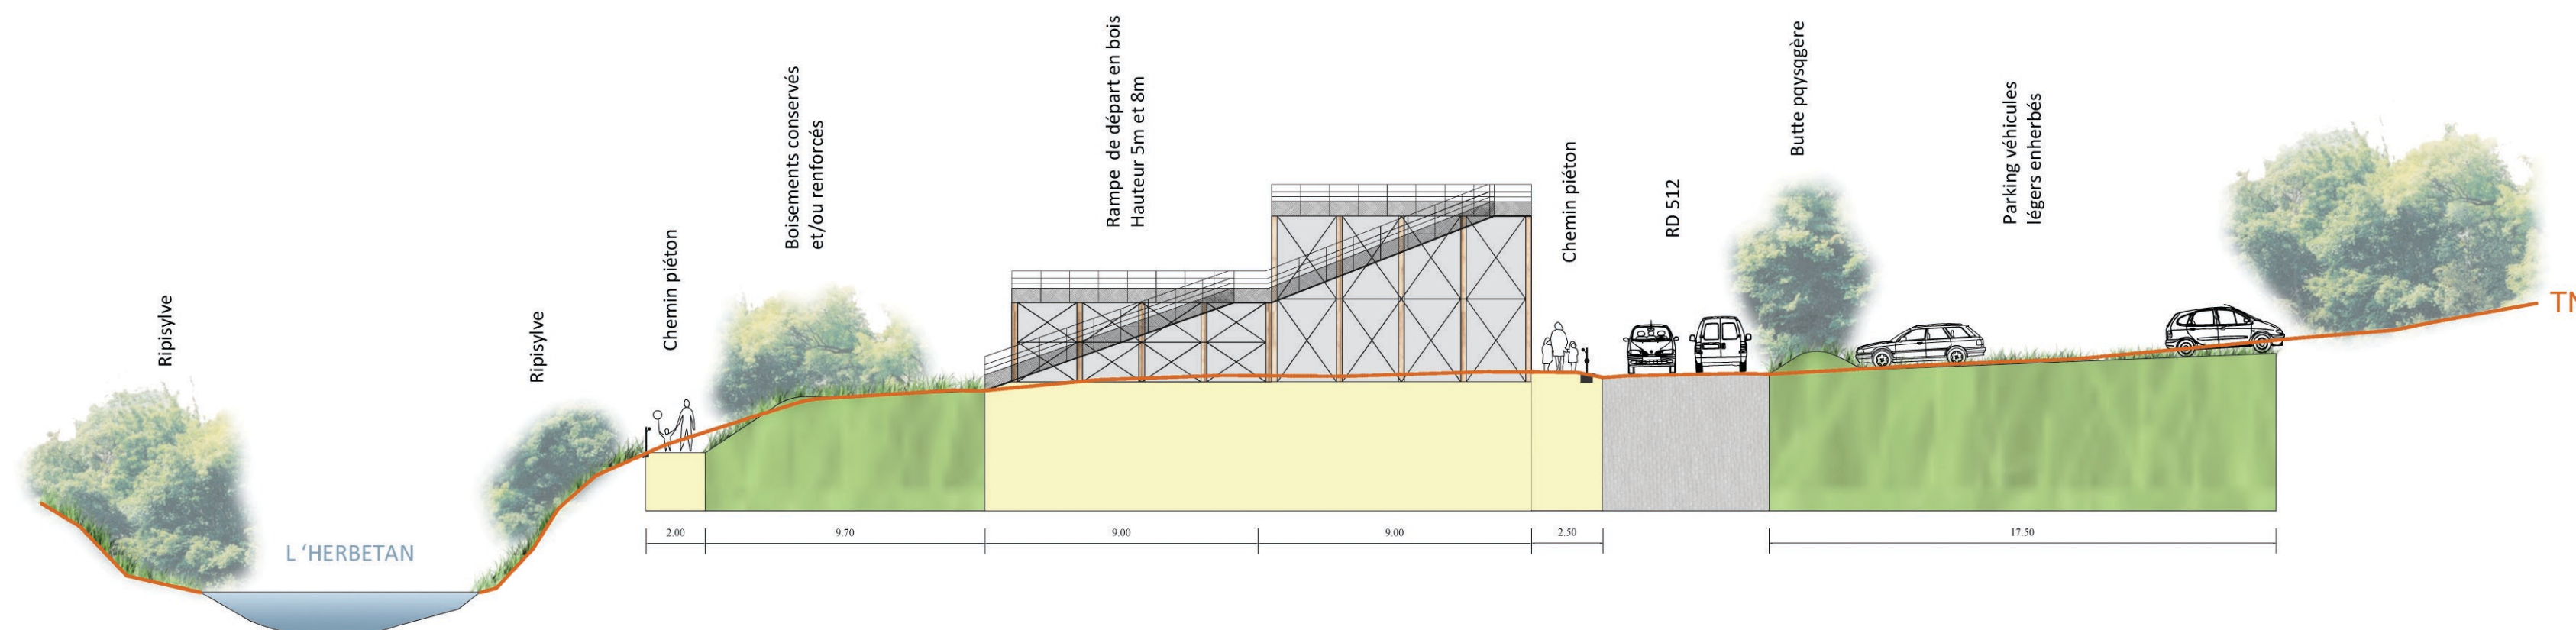 Ripisylve
Ripisylve
Chemin piéton
Boisements conservés
et/ou renforcés
Rampe de départ en bois
Hauteur 5m et 8m
Chemin piéton
RD 512
Butte pqysqgère
Parking véhicules
légers enherbés
TN
L ‘HERBETAN
2.00
9.70
9.00
9.00
2.50
17.50